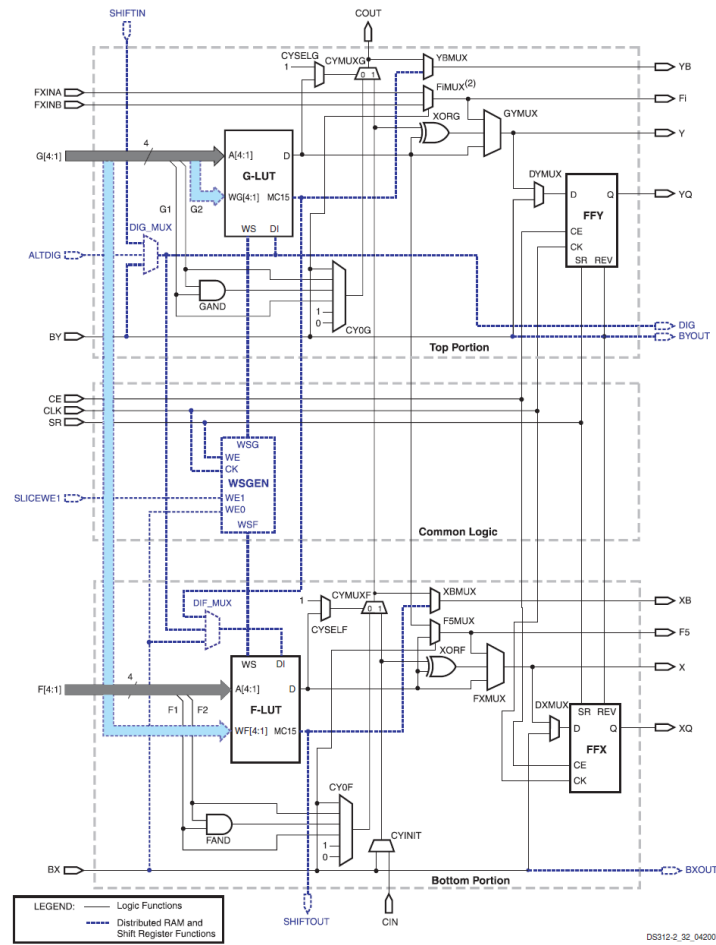 SHIFTIN
COUT
CYSELG
CYMUXG
YBMUX
1
0 1
YB
FXINA
FXINB
FiMUX(2)
Fi
XORG
GYMUX
Y
4
G[4:1]
A[4:1]
D
G-LUT
DYMUX
G1
G2
WG[4:1]
MC15
D
Q
YQ
FFY
DIG_MUX
WS
DI
CE
CK
ALTDIG
SR REV
GAND
1
0
CY0G
DIG
BY
BYOUT
Top Portion
CE
CLK
SR
WSG
WE
CK
WSGEN
SLICEWE1
WE1
WE0
WSF
Common Logic
CYMUXF
XBMUX
DIF_MUX
1
0 1
XB
CYSELF
F5MUX
F5
XORF
WS
DI
X
4
F[4:1]
A[4:1]
D
FXMUX
F-LUT
DXMUX
SR REV
F1
F2
WF[4:1]
MC15
D
Q
XQ
FFX
CE
CK
CY0F
CYINIT
FAND
1
0
BX
BXOUT
Bottom Portion
LEGEND:
Logic Functions
Distributed RAM and
Shift Register Functions
SHIFTOUT
CIN
DS312-2_32_04200